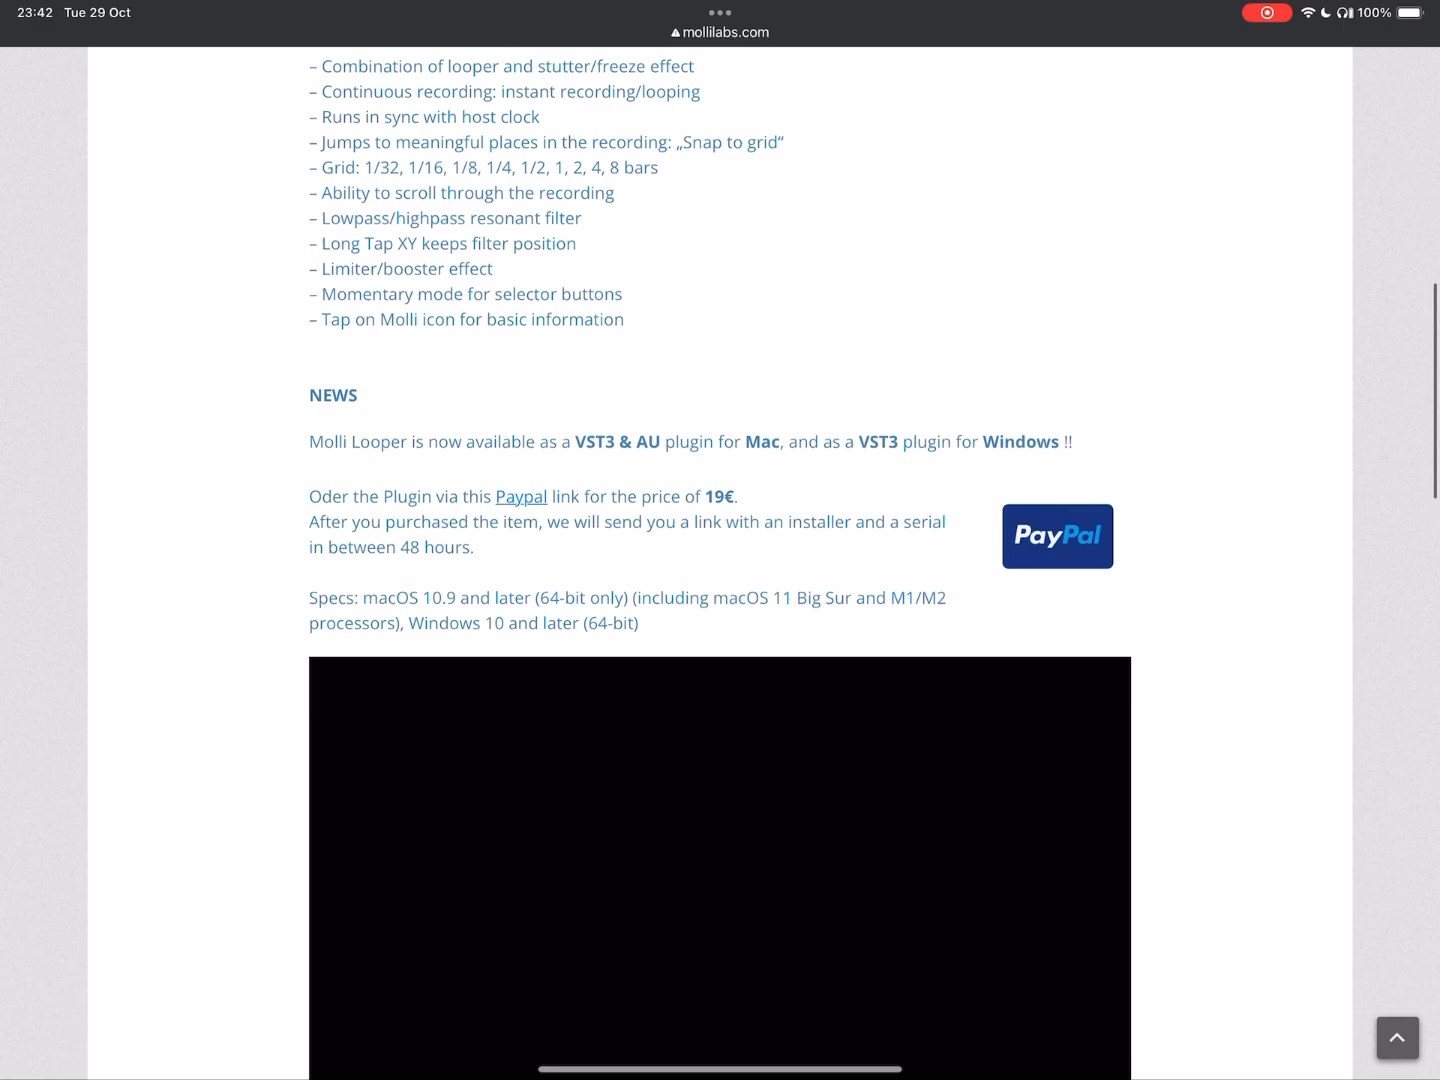 23:42 Tue 29 Oct
100%
mollilabs.com
– Combination of looper and stutter/freeze effect
– Continuous recording: instant recording/looping
– Runs in sync with host clock
– Jumps to meaningful places in the recording: „Snap to grid“
– Grid: 1/32, 1/16, 1/8, 1/4, 1/2, 1, 2, 4, 8 bars
– Ability to scroll through the recording
– Lowpass/highpass resonant filter
– Long Tap XY keeps filter position
– Limiter/booster effect
– Momentary mode for selector buttons
– Tap on Molli icon for basic information
NEWS
Molli Looper is now available as a VST3 & AU plugin for Mac, and as a VST3 plugin for Windows !!
Oder the Plugin via this Paypal link for the price of 19€.
After you purchased the item, we will send you a link with an installer and a serial
in between 48 hours.
PayPal
Specs: macOS 10.9 and later (64-bit only) (including macOS 11 Big Sur and M1/M2
processors), Windows 10 and later (64-bit)